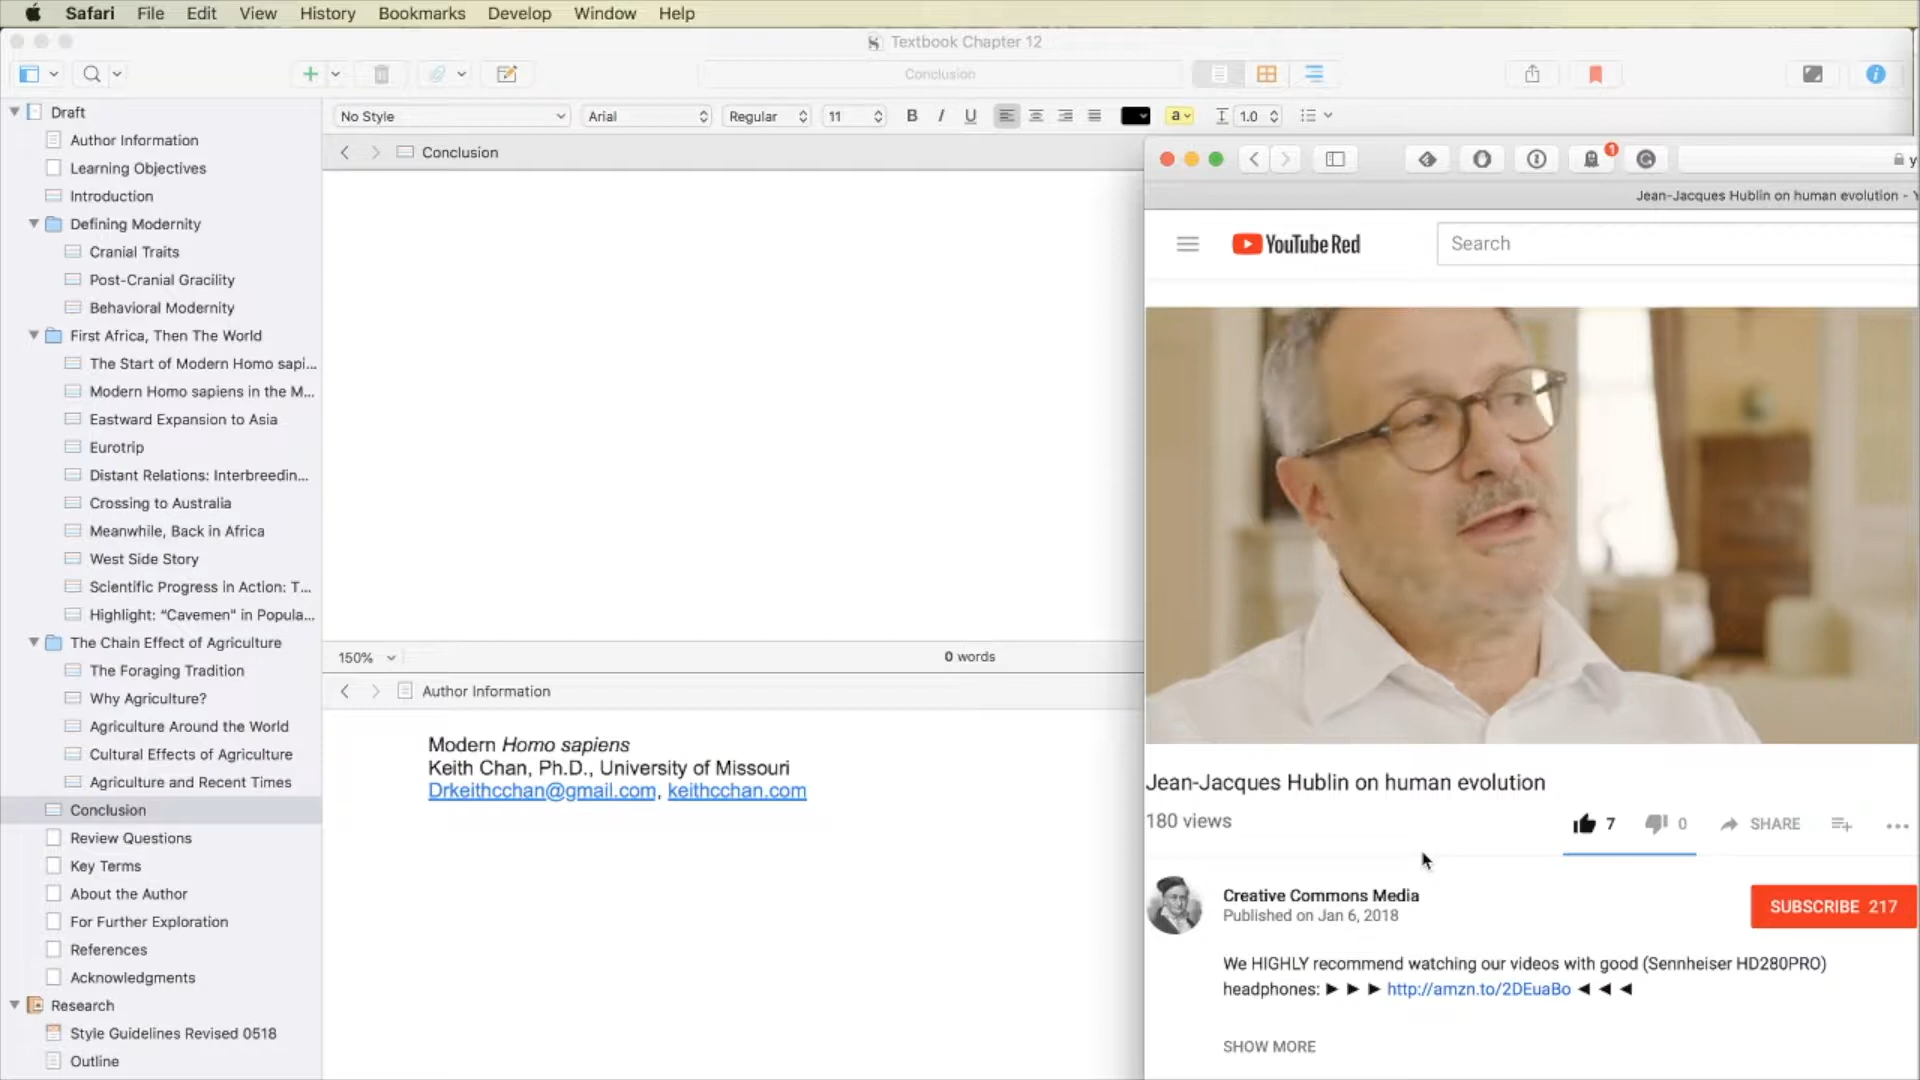 Safari File Edit View History Bookmarks Develop Window Help
Textbook Chapter 12
Conclusion
No Style Arial Regular 11 B I U a 1.0
Draft
Author Information
Learning Objectives
Introduction
Defining Modernity
Cranial Traits
Post-Cranial Gracility
Behavioral Modernity
First Africa, Then The World
The Start of Modern Homo sapi...
Modern Homo sapiens in the M...
Eastward Expansion to Asia
Eurotrip
Distant Relations: Interbreedin...
Crossing to Australia
Meanwhile, Back in Africa
West Side Story
Scientific Progress in Action: T...
Highlight: “Cavemen" in Popula...
The Chain Effect of Agriculture
The Foraging Tradition
Why Agriculture?
Agriculture Around the World
Cultural Effects of Agriculture
Agriculture and Recent Times
Conclusion
Review Questions
Key Terms
About the Author
For Further Exploration
References
Acknowledgments
Research
Style Guidelines Revised 0518
Outline
Conclusion
150% 0 words
Author Information
Modern Homo sapiens
Keith Chan, Ph.D., University of Missouri
Drkeithcchan@gmail.com, keithcchan.com
1
y
Jean-Jacques Hublin on human evolution - Y
YouTube Red
Search
Jean-Jacques Hublin on human evolution
180 views
7 0 SHARE
Creative Commons Media
Published on Jan 6, 2018
SUBSCRIBE 217
We HIGHLY recommend watching our videos with good (Sennheiser HD280PRO)
headphones: ► ► ► http://amzn.to/2DEuaBo ◄ ◄ ◄
SHOW MORE